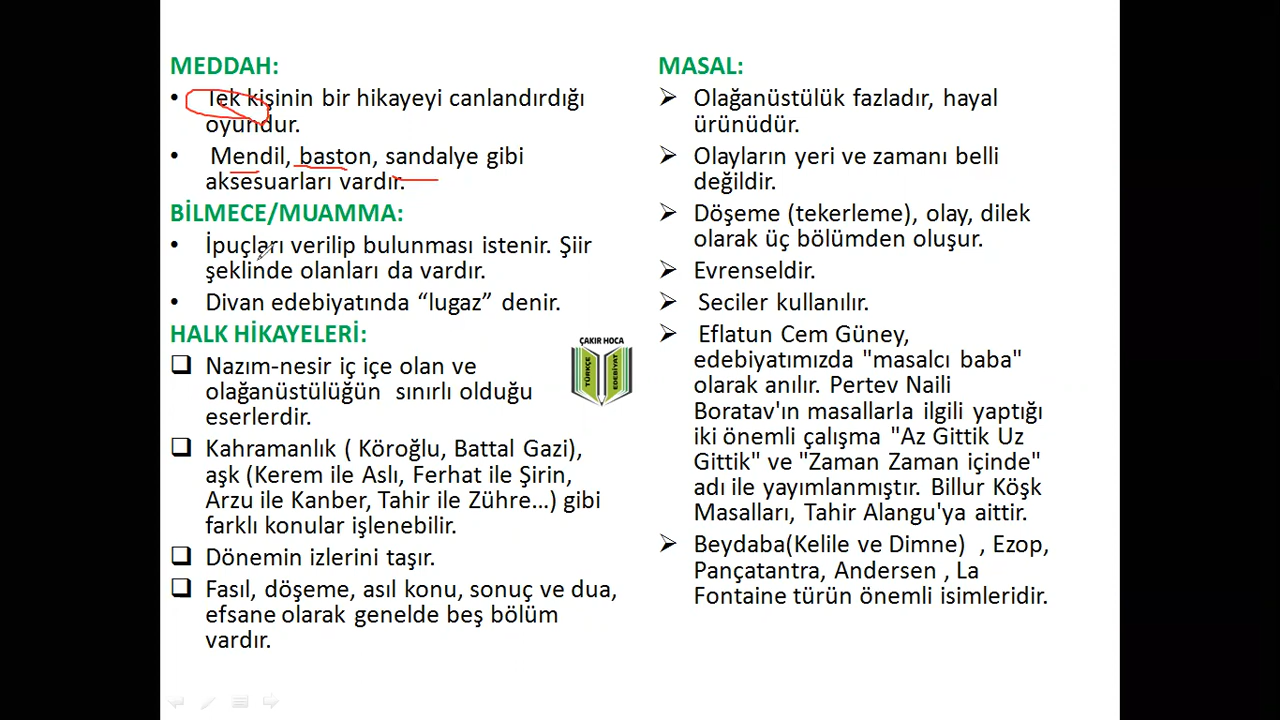 MEDDAH:
• Tek kişinin bir hikayeyi canlandırdığı
oyundur.
• Mendil, baston, sandalye gibi
aksesuarları vardır.
BİLMECE/MUAMMA:
• İpuçları verilip bulunması istenir. Şiir
şeklinde olanları da vardır.
• Divan edebiyatında “lugaz” denir.
HALK HİKAYELERİ:
❑ Nazım-nesir iç içe olan ve
olağanüstülüğün sınırlı olduğu
eserlerdir.
❑ Kahramanlık ( Köroğlu, Battal Gazi),
aşk (Kerem ile Aslı, Ferhat ile Şirin,
Arzu ile Kanber, Tahir ile Zühre...) gibi
farklı konular işlenebilir.
❑ Dönemin izlerini taşır.
❑ Fasıl, döşeme, asıl konu, sonuç ve dua,
efsane olarak genelde beş bölüm
vardır.
ÇAKIR HOCA
TÜRKÇE
EDEBİYAT
MASAL:
➢ Olağanüstülük fazladır, hayal
ürünüdür.
➢ Olayların yeri ve zamanı belli
değildir.
➢ Döşeme (tekerleme), olay, dilek
olarak üç bölümden oluşur.
➢ Evrenseldir.
➢ Seciler kullanılır.
➢ Eflatun Cem Güney,
edebiyatımızda "masalcı baba"
olarak anılır. Pertev Naili
Boratav'ın masallarla ilgili yaptığı
iki önemli çalışma "Az Gittik Uz
Gittik" ve "Zaman Zaman içinde"
adı ile yayımlanmıştır. Billur Köşk
Masalları, Tahir Alangu'ya aittir.
➢ Beydaba(Kelile ve Dimne) , Ezop,
Pançatantra, Andersen , La
Fontaine türün önemli isimleridir.